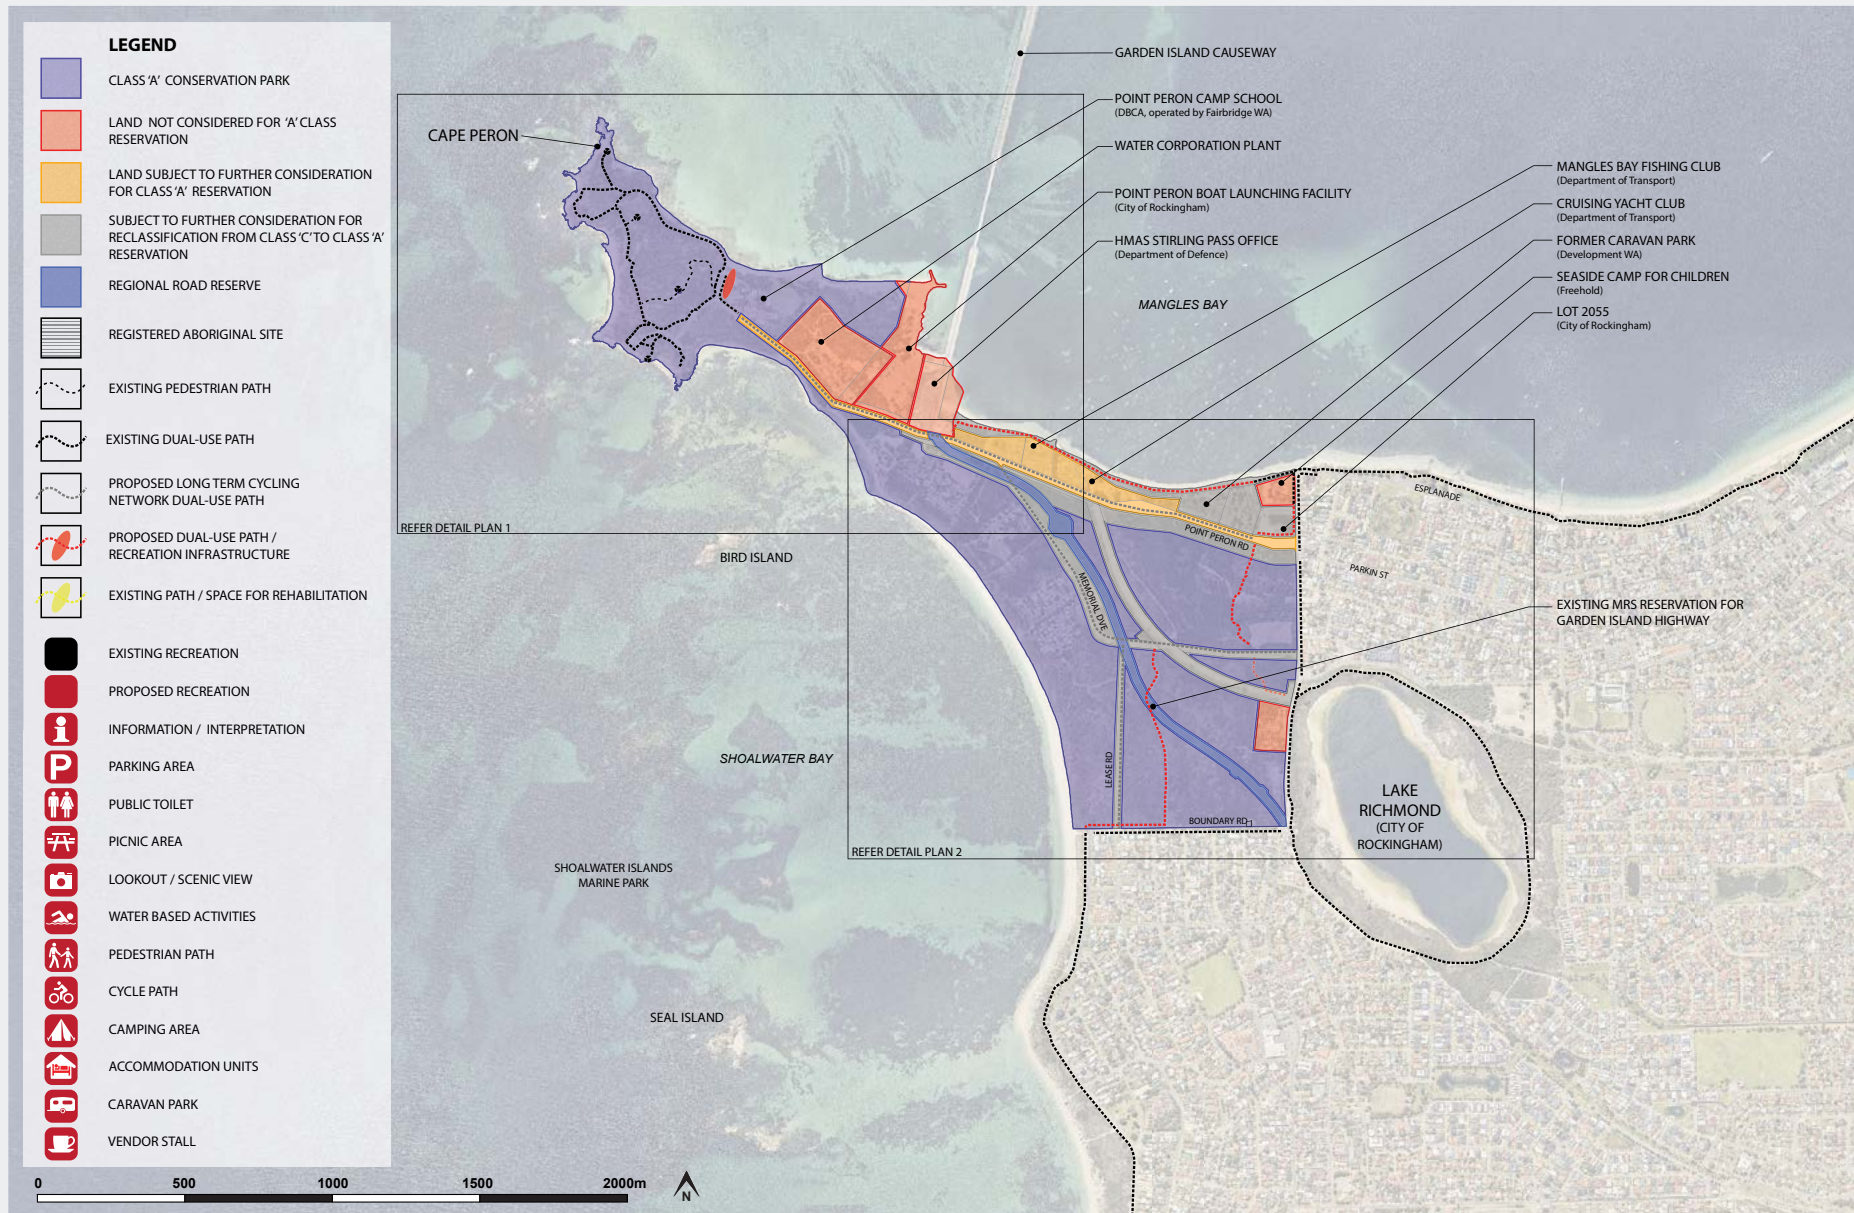 LEGEND
CLASS ‘A’ CONSERVATION PARK
LAND NOT CONSIDERED FOR ‘A’ CLASS
RESERVATION
LAND SUBJECT TO FURTHER CONSIDERATION
FOR CLASS ‘A’ RESERVATION
SUBJECT TO FURTHER CONSIDERATION FOR
RECLASSIFICATION FROM CLASS ‘C’ TO CLASS ‘A’
RESERVATION
REGIONAL ROAD RESERVE
REGISTERED ABORIGINAL SITE
EXISTING PEDESTRIAN PATH
EXISTING DUAL-USE PATH
PROPOSED LONG TERM CYCLING
NETWORK DUAL-USE PATH
PROPOSED DUAL-USE PATH /
RECREATION INFRASTRUCTURE
EXISTING PATH / SPACE FOR REHABILITATION
EXISTING RECREATION
PROPOSED RECREATION
INFORMATION / INTERPRETATION
P PARKING AREA
PUBLIC TOILET
PICNIC AREA
LOOKOUT / SCENIC VIEW
WATER BASED ACTIVITIES
PEDESTRIAN PATH
CYCLE PATH
CAMPING AREA
ACCOMMODATION UNITS
CARAVAN PARK
VENDOR STALL
0 500 1000 1500 2000m
N
CAPE PERON
GARDEN ISLAND CAUSEWAY
POINT PERON CAMP SCHOOL
(DBCA, operated by Fairbridge WA)
WATER CORPORATION PLANT
POINT PERON BOAT LAUNCHING FACILITY
(City of Rockingham)
HMAS STIRLING PASS OFFICE
(Department of Defence)
MANGLES BAY
MANGLES BAY FISHING CLUB
(Department of Transport)
CRUISING YACHT CLUB
(Department of Transport)
FORMER CARAVAN PARK
(Development WA)
SEASIDE CAMP FOR CHILDREN
(Freehold)
LOT 2055
(City of Rockingham)
REFER DETAIL PLAN 1
BIRD ISLAND
ESPLANADE
POINT PERON RD
PARKIN ST
MEMORIAL DVE
EXISTING MRS RESERVATION FOR
GARDEN ISLAND HIGHWAY
SHOALWATER BAY
LEASE RD
BOUNDARY RD
LAKE
RICHMOND
(CITY OF
ROCKINGHAM)
REFER DETAIL PLAN 2
SHOALWATER ISLANDS
MARINE PARK
SEAL ISLAND